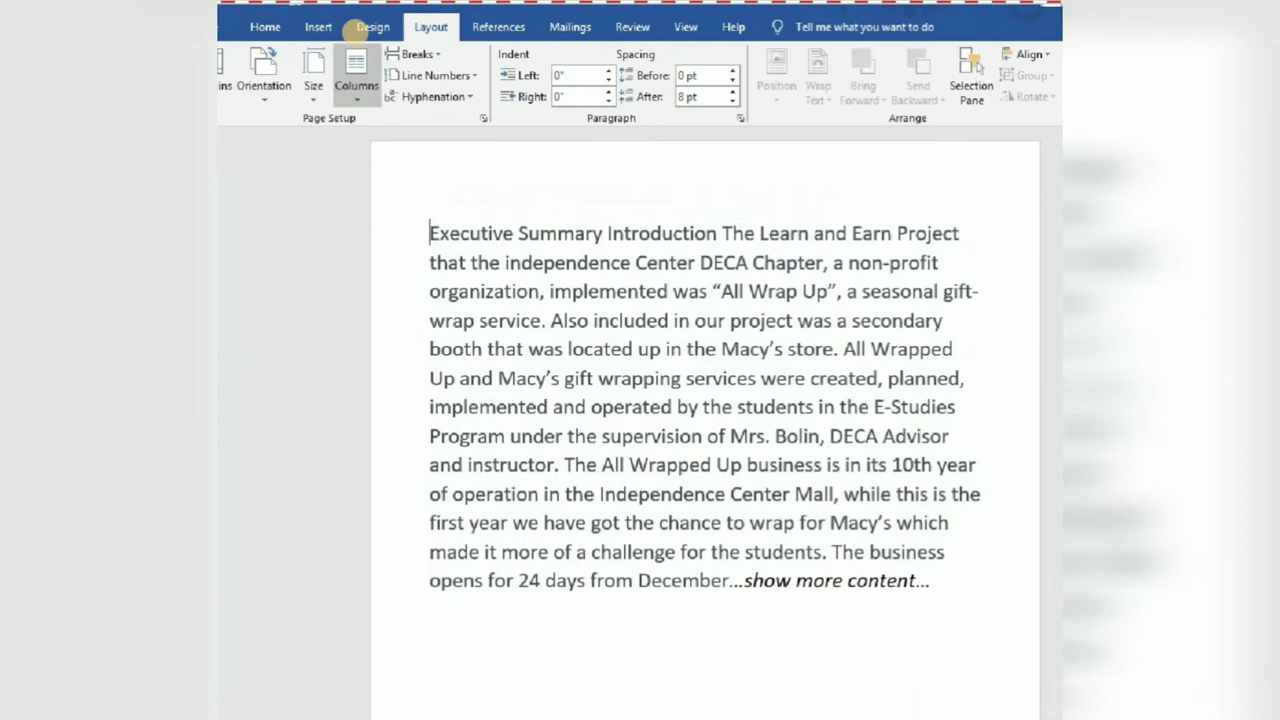 Home Insert Design Layout References Mailings Review View Help Tell me what you want to do
ins Orientation Size Columns Breaks Line Numbers Hyphenation
Page Setup
Indent Spacing
Left: 0" Before: 0 pt
Right: 0" After: 8 pt
Paragraph
Position Wrap Text Bring Forward Send Backward Selection Pane Align Group Rotate
Arrange
Executive Summary Introduction The Learn and Earn Project
that the independence Center DECA Chapter, a non-profit
organization, implemented was “All Wrap Up”, a seasonal gift-
wrap service. Also included in our project was a secondary
booth that was located up in the Macy’s store. All Wrapped
Up and Macy’s gift wrapping services were created, planned,
implemented and operated by the students in the E-Studies
Program under the supervision of Mrs. Bolin, DECA Advisor
and instructor. The All Wrapped Up business is in its 10th year
of operation in the Independence Center Mall, while this is the
first year we have got the chance to wrap for Macy’s which
made it more of a challenge for the students. The business
opens for 24 days from December...show more content...